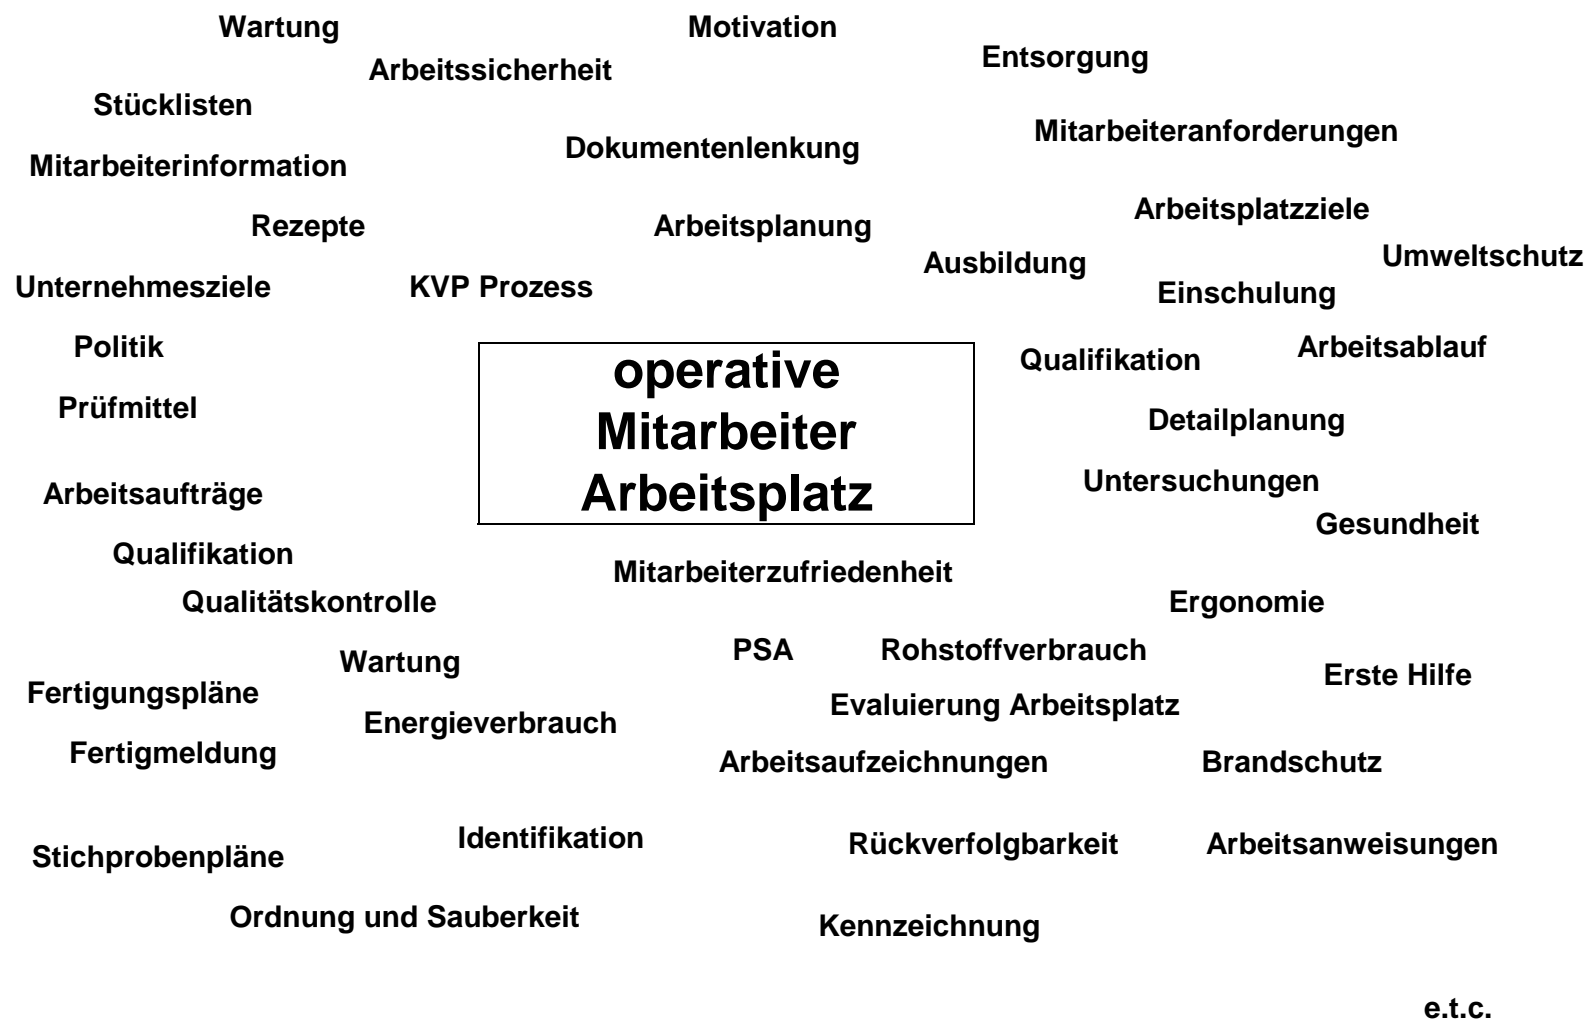 Wartung
Motivation
Entsorgung
Arbeitssicherheit
Stücklisten
Mitarbeiteranforderungen
Dokumentenlenkung
Mitarbeiterinformation
Arbeitsplatzziele
Rezepte
Arbeitsplanung
Umweltschutz
Ausbildung
Unternehmesziele
KVP Prozess
Einschulung
Politik
Arbeitsablauf
Qualifikation
operative
Mitarbeiter
Arbeitsplatz
Prüfmittel
Detailplanung
Untersuchungen
Arbeitsaufträge
Gesundheit
Qualifikation
Mitarbeiterzufriedenheit
Qualitätskontrolle
Ergonomie
PSA
Rohstoffverbrauch
Wartung
Erste Hilfe
Fertigungspläne
Evaluierung Arbeitsplatz
Energieverbrauch
Fertigmeldung
Arbeitsaufzeichnungen
Brandschutz
Identifikation
Rückverfolgbarkeit
Arbeitsanweisungen
Stichprobenpläne
Ordnung und Sauberkeit
Kennzeichnung
e.t.c.